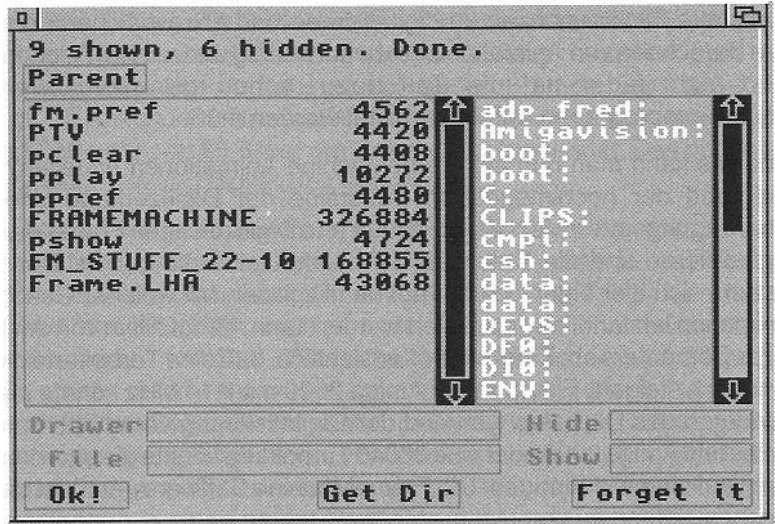 9 shown, 6 hidden. Done.
Parent
fm.pref 4562
PTV 4420
pclear 4408
pplay 10272
ppref 4480
FRAMEMACHINE 326884
pshow 4724
FM_STUFF_22-10 168855
Frame.LHA 43068
adp_fred:
Amigavision:
boot:
boot:
C:
CLIPS:
cmpi:
csh:
data:
data:
DEVS:
DF0:
DI0:
ENV:
Drawer
Hide
File
Show
Ok!
Get Dir
Forget it